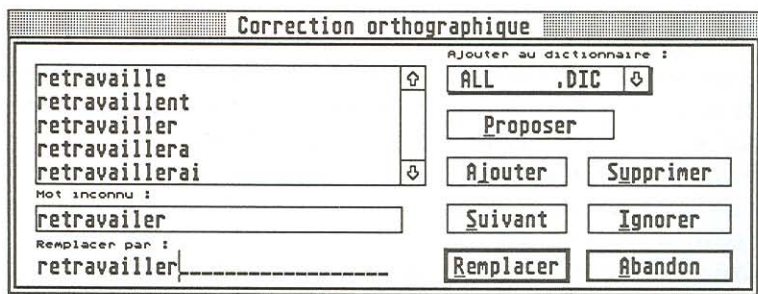 Correction orthographique
retravaille
retravaillent
retravailler
retravaillera
retravaillerai
Mot inconnu :
retravailer
Remplacer par :
retravailler
Ajouter au dictionnaire :
ALL .DIC
Proposer
Ajouter Supprimer
Suivant Ignorer
Remplacer Abandon